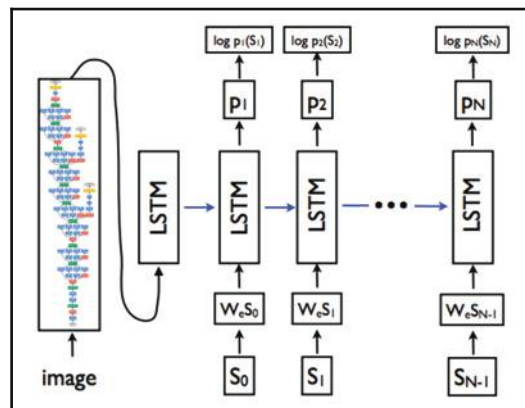 log p₁(S₁) log p₂(S₂) log pN(SN)
p₁ p₂ pN
LSTM LSTM LSTM LSTM
WeS₀ WeS₁ WeSN-1
image S₀ S₁ SN-1